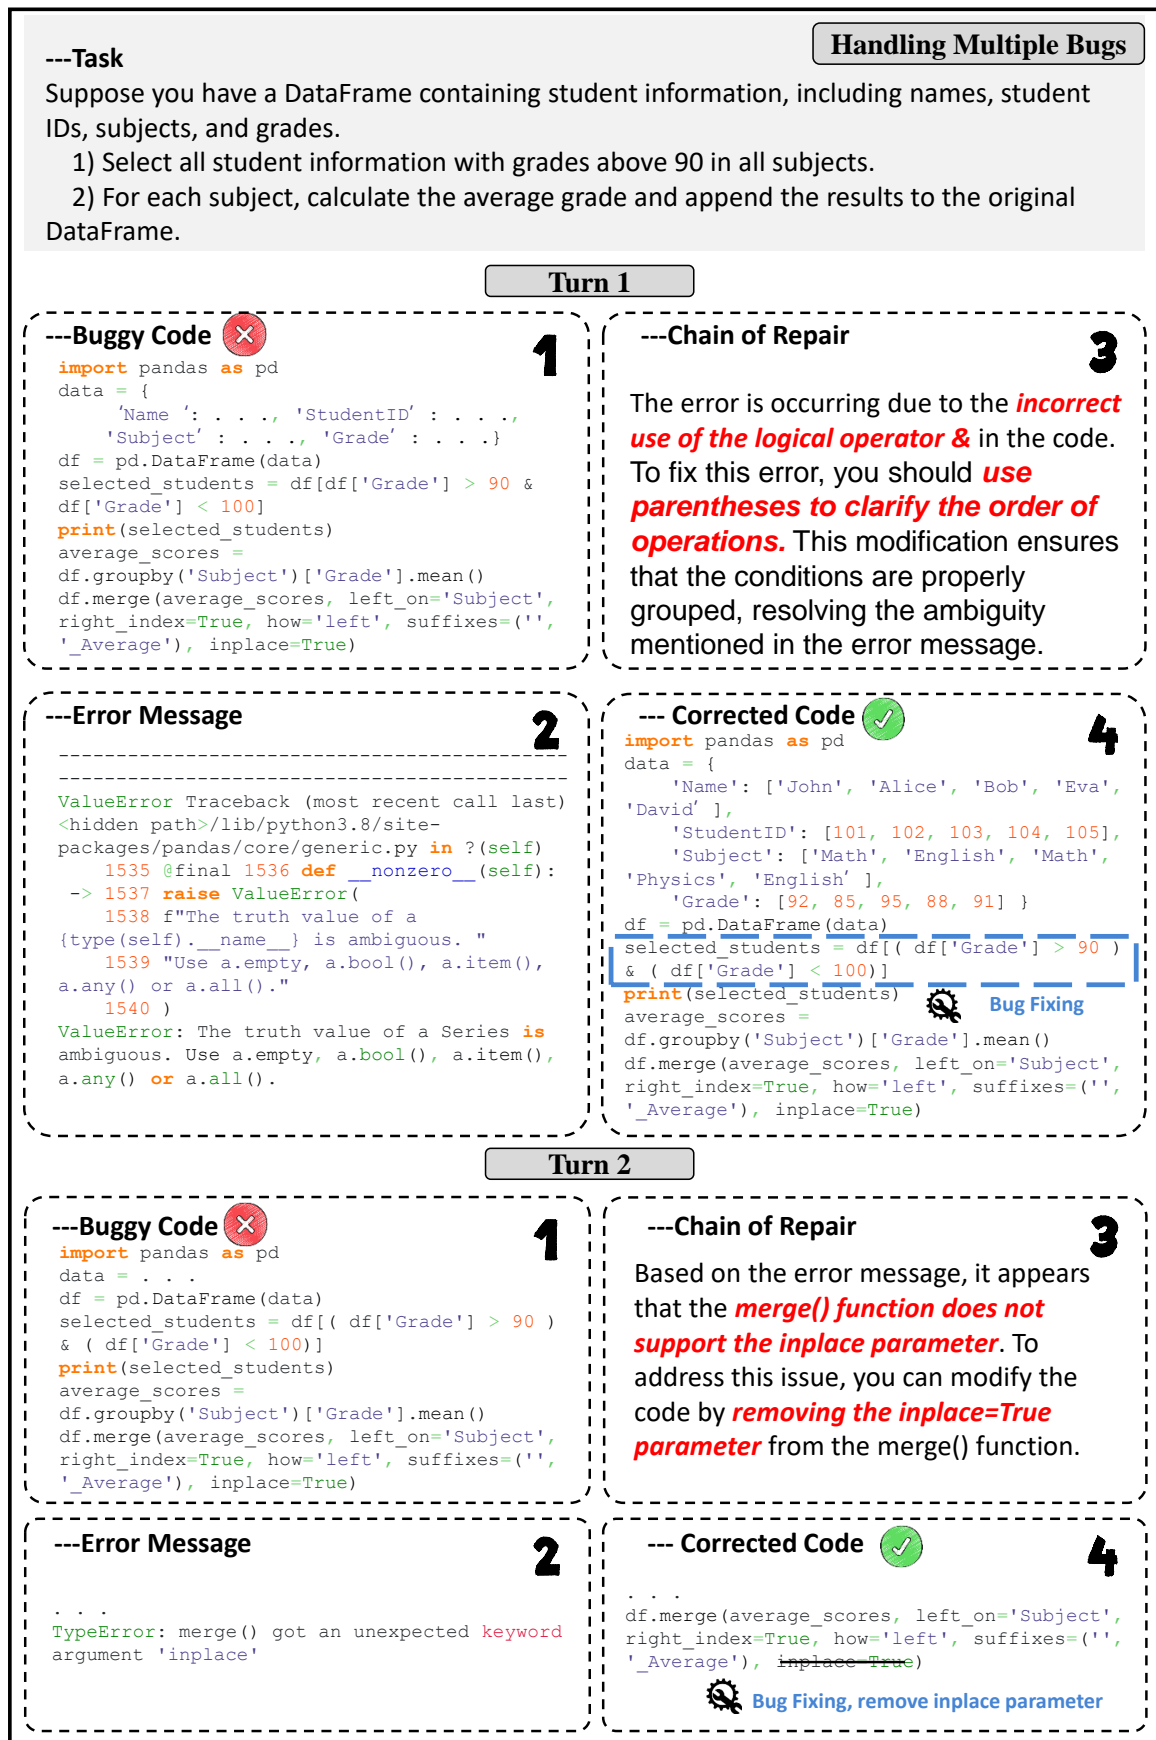 Handling Multiple Bugs
---Task
Suppose you have a DataFrame containing student information, including names, student
IDs, subjects, and grades.
1) Select all student information with grades above 90 in all subjects.
2) For each subject, calculate the average grade and append the results to the original
DataFrame.
Turn 1
---Buggy Code
1
import pandas as pd
data = {
'Name ': . . ., 'StudentID' : . . .,
'Subject' : . . ., 'Grade' : . . .}
df = pd.DataFrame(data)
selected_students = df[df['Grade'] > 90 &
df['Grade'] < 100]
print(selected_students)
average_scores =
df.groupby('Subject')['Grade'].mean()
df.merge(average_scores, left_on='Subject',
right_index=True, how='left', suffixes=('',
'_Average'), inplace=True)
---Error Message
2
--------------------------------------------
--------------------------------------------
ValueError Traceback (most recent call last)
<hidden path>/lib/python3.8/site-
packages/pandas/core/generic.py in ?(self)
1535 @final 1536 def __nonzero__(self):
-> 1537 raise ValueError(
1538 f"The truth value of a
{type(self).__name__} is ambiguous. "
1539 "Use a.empty, a.bool(), a.item(),
a.any() or a.all()."
1540 )
ValueError: The truth value of a Series is
ambiguous. Use a.empty, a.bool(), a.item(),
a.any() or a.all().
---Chain of Repair
3
The error is occurring due to the incorrect
use of the logical operator & in the code.
To fix this error, you should use
parentheses to clarify the order of
operations. This modification ensures
that the conditions are properly
grouped, resolving the ambiguity
mentioned in the error message.
--- Corrected Code
4
import pandas as pd
data = {
'Name': ['John', 'Alice', 'Bob', 'Eva',
'David' ],
'StudentID': [101, 102, 103, 104, 105],
'Subject': ['Math', 'English', 'Math',
'Physics', 'English' ],
'Grade': [92, 85, 95, 88, 91] }
df = pd.DataFrame(data)
selected_students = df[( df['Grade'] > 90 )
& ( df['Grade'] < 100)]
print(selected_students)
Bug Fixing
average_scores =
df.groupby('Subject')['Grade'].mean()
df.merge(average_scores, left_on='Subject',
right_index=True, how='left', suffixes=('',
'_Average'), inplace=True)
Turn 2
---Buggy Code
1
import pandas as pd
data = . . .
df = pd.DataFrame(data)
selected_students = df[( df['Grade'] > 90 )
& ( df['Grade'] < 100)]
print(selected_students)
average_scores =
df.groupby('Subject')['Grade'].mean()
df.merge(average_scores, left_on='Subject',
right_index=True, how='left', suffixes=('',
'_Average'), inplace=True)
---Error Message
2
. . .
TypeError: merge() got an unexpected keyword
argument 'inplace'
---Chain of Repair
3
Based on the error message, it appears
that the merge() function does not
support the inplace parameter. To
address this issue, you can modify the
code by removing the inplace=True
parameter from the merge() function.
--- Corrected Code
4
. . .
df.merge(average_scores, left_on='Subject',
right_index=True, how='left', suffixes=('',
'_Average'), inplace=True)
Bug Fixing, remove inplace parameter